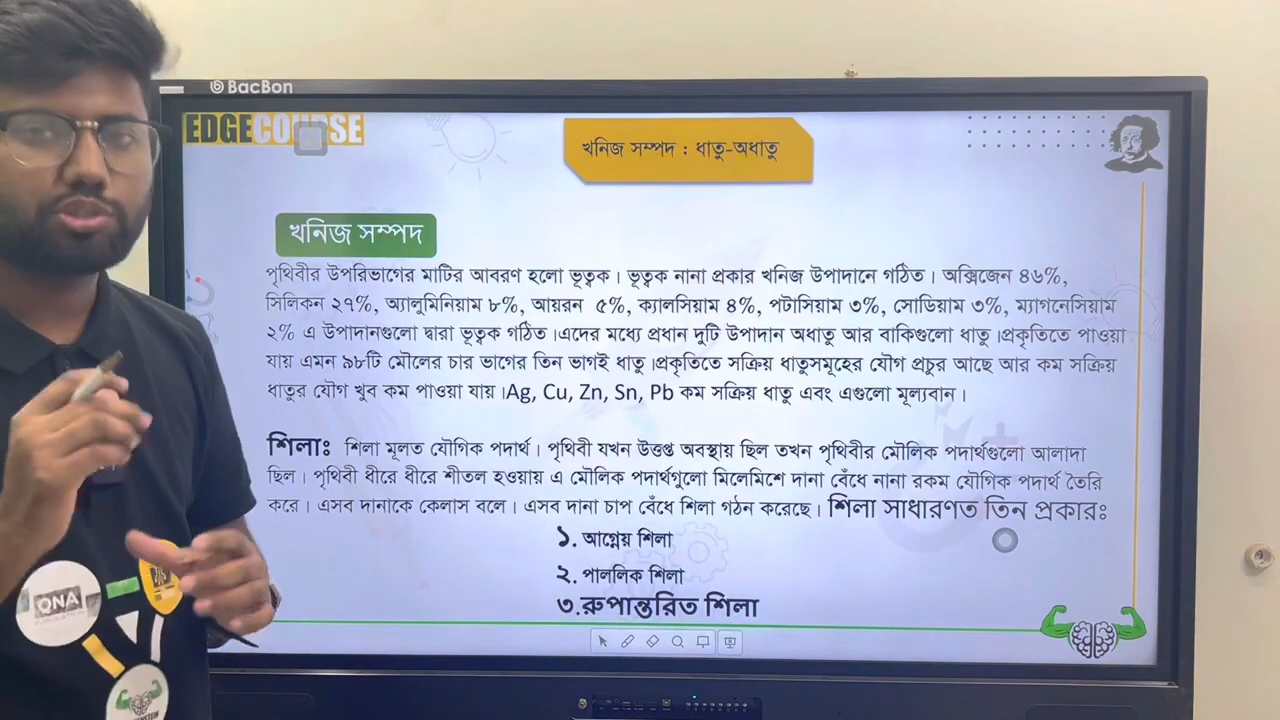 BacBon
EDGECOURSE
খনিজ সম্পদ : ধাতু-অধাতু
খনিজ সম্পদ
পৃথিবীর উপরিভাগের মাটির আবরণ হলো ভূত্বক। ভূত্বক নানা প্রকার খনিজ উপাদানে গঠিত। অক্সিজেন ৪৬%,
সিলিকন ২৭%, অ্যালুমিনিয়াম ৮%, আয়রন ৫%, ক্যালসিয়াম ৪%, পটাসিয়াম ৩%, সোডিয়াম ৩%, ম্যাগনেসিয়াম
২% এ উপাদানগুলো দ্বারা ভূত্বক গঠিত।এদের মধ্যে প্রধান দুটি উপাদান অধাতু আর বাকিগুলো ধাতু।প্রকৃতিতে পাওয়া
যায় এমন ৯৮টি মৌলের চার ভাগের তিন ভাগই ধাতু।প্রকৃতিতে সক্রিয় ধাতুসমূহের যৌগ প্রচুর আছে আর কম সক্রিয়
ধাতুর যৌগ খুব কম পাওয়া যায়।Ag, Cu, Zn, Sn, Pb কম সক্রিয় ধাতু এবং এগুলো মূল্যবান।
শিলাঃ শিলা মূলত যৌগিক পদার্থ। পৃথিবী যখন উত্তপ্ত অবস্থায় ছিল তখন পৃথিবীর মৌলিক পদার্থগুলো আলাদা
ছিল। পৃথিবী ধীরে ধীরে শীতল হওয়ায় এ মৌলিক পদার্থগুলো মিলেমিশে দানা বেঁধে নানা রকম যৌগিক পদার্থ তৈরি
করে। এসব দানাকে কেলাস বলে। এসব দানা চাপ বেঁধে শিলা গঠন করেছে। শিলা সাধারণত তিন প্রকারঃ
১. আগ্নেয় শিলা
২. পাললিক শিলা
৩.রুপান্তরিত শিলা
QNA